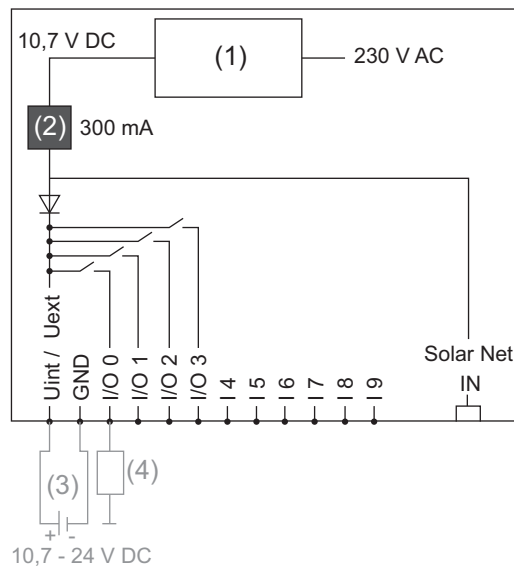 10,7 V DC
(1)
230 V AC
(2)
300 mA
Uint / Uext
GND
I/O 0
I/O 1
I/O 2
I/O 3
I 4
I 5
I 6
I 7
I 8
I 9
Solar Net
IN
(3)
(4)
+ -
10,7 - 24 V DC